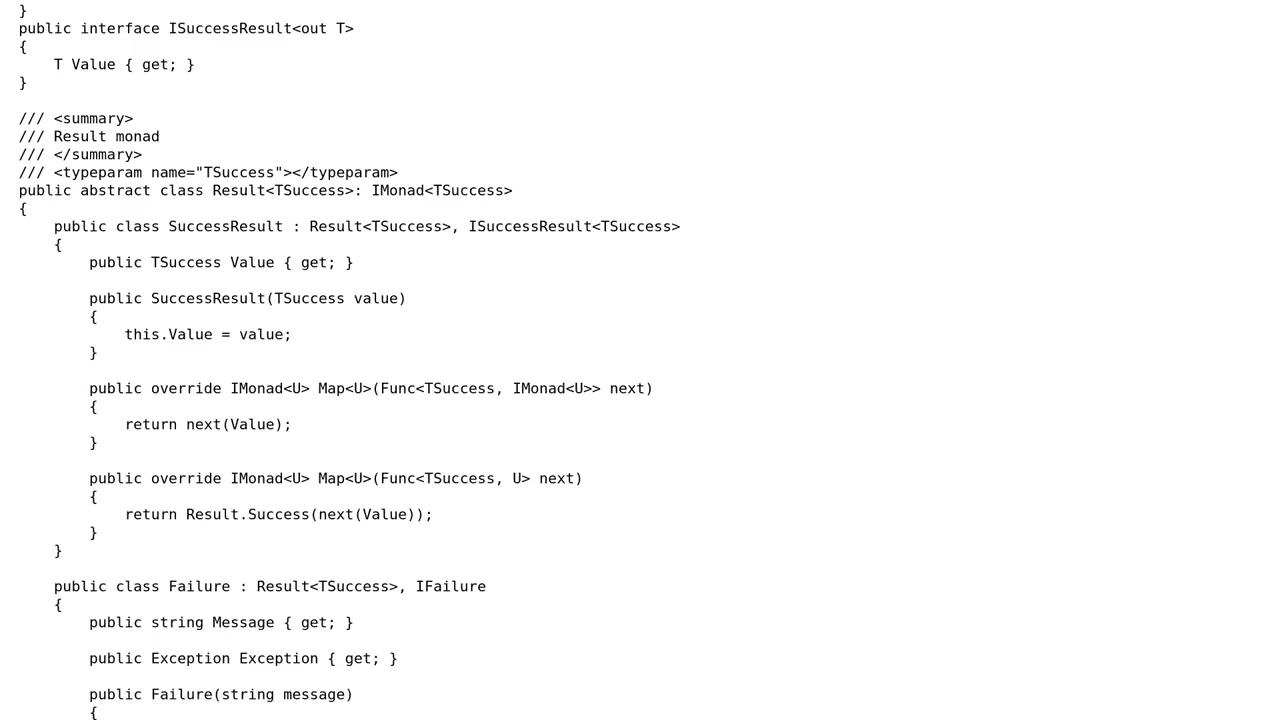 }
public interface ISuccessResult<out T>
{
    T Value { get; }
}

/// <summary>
/// Result monad
/// </summary>
/// <typeparam name="TSuccess"></typeparam>
public abstract class Result<TSuccess>: IMonad<TSuccess>
{
    public class SuccessResult : Result<TSuccess>, ISuccessResult<TSuccess>
    {
        public TSuccess Value { get; }

        public SuccessResult(TSuccess value)
        {
            this.Value = value;
        }

        public override IMonad<U> Map<U>(Func<TSuccess, IMonad<U>> next)
        {
            return next(Value);
        }

        public override IMonad<U> Map<U>(Func<TSuccess, U> next)
        {
            return Result.Success(next(Value));
        }
    }

    public class Failure : Result<TSuccess>, IFailure
    {
        public string Message { get; }

        public Exception Exception { get; }

        public Failure(string message)
        {